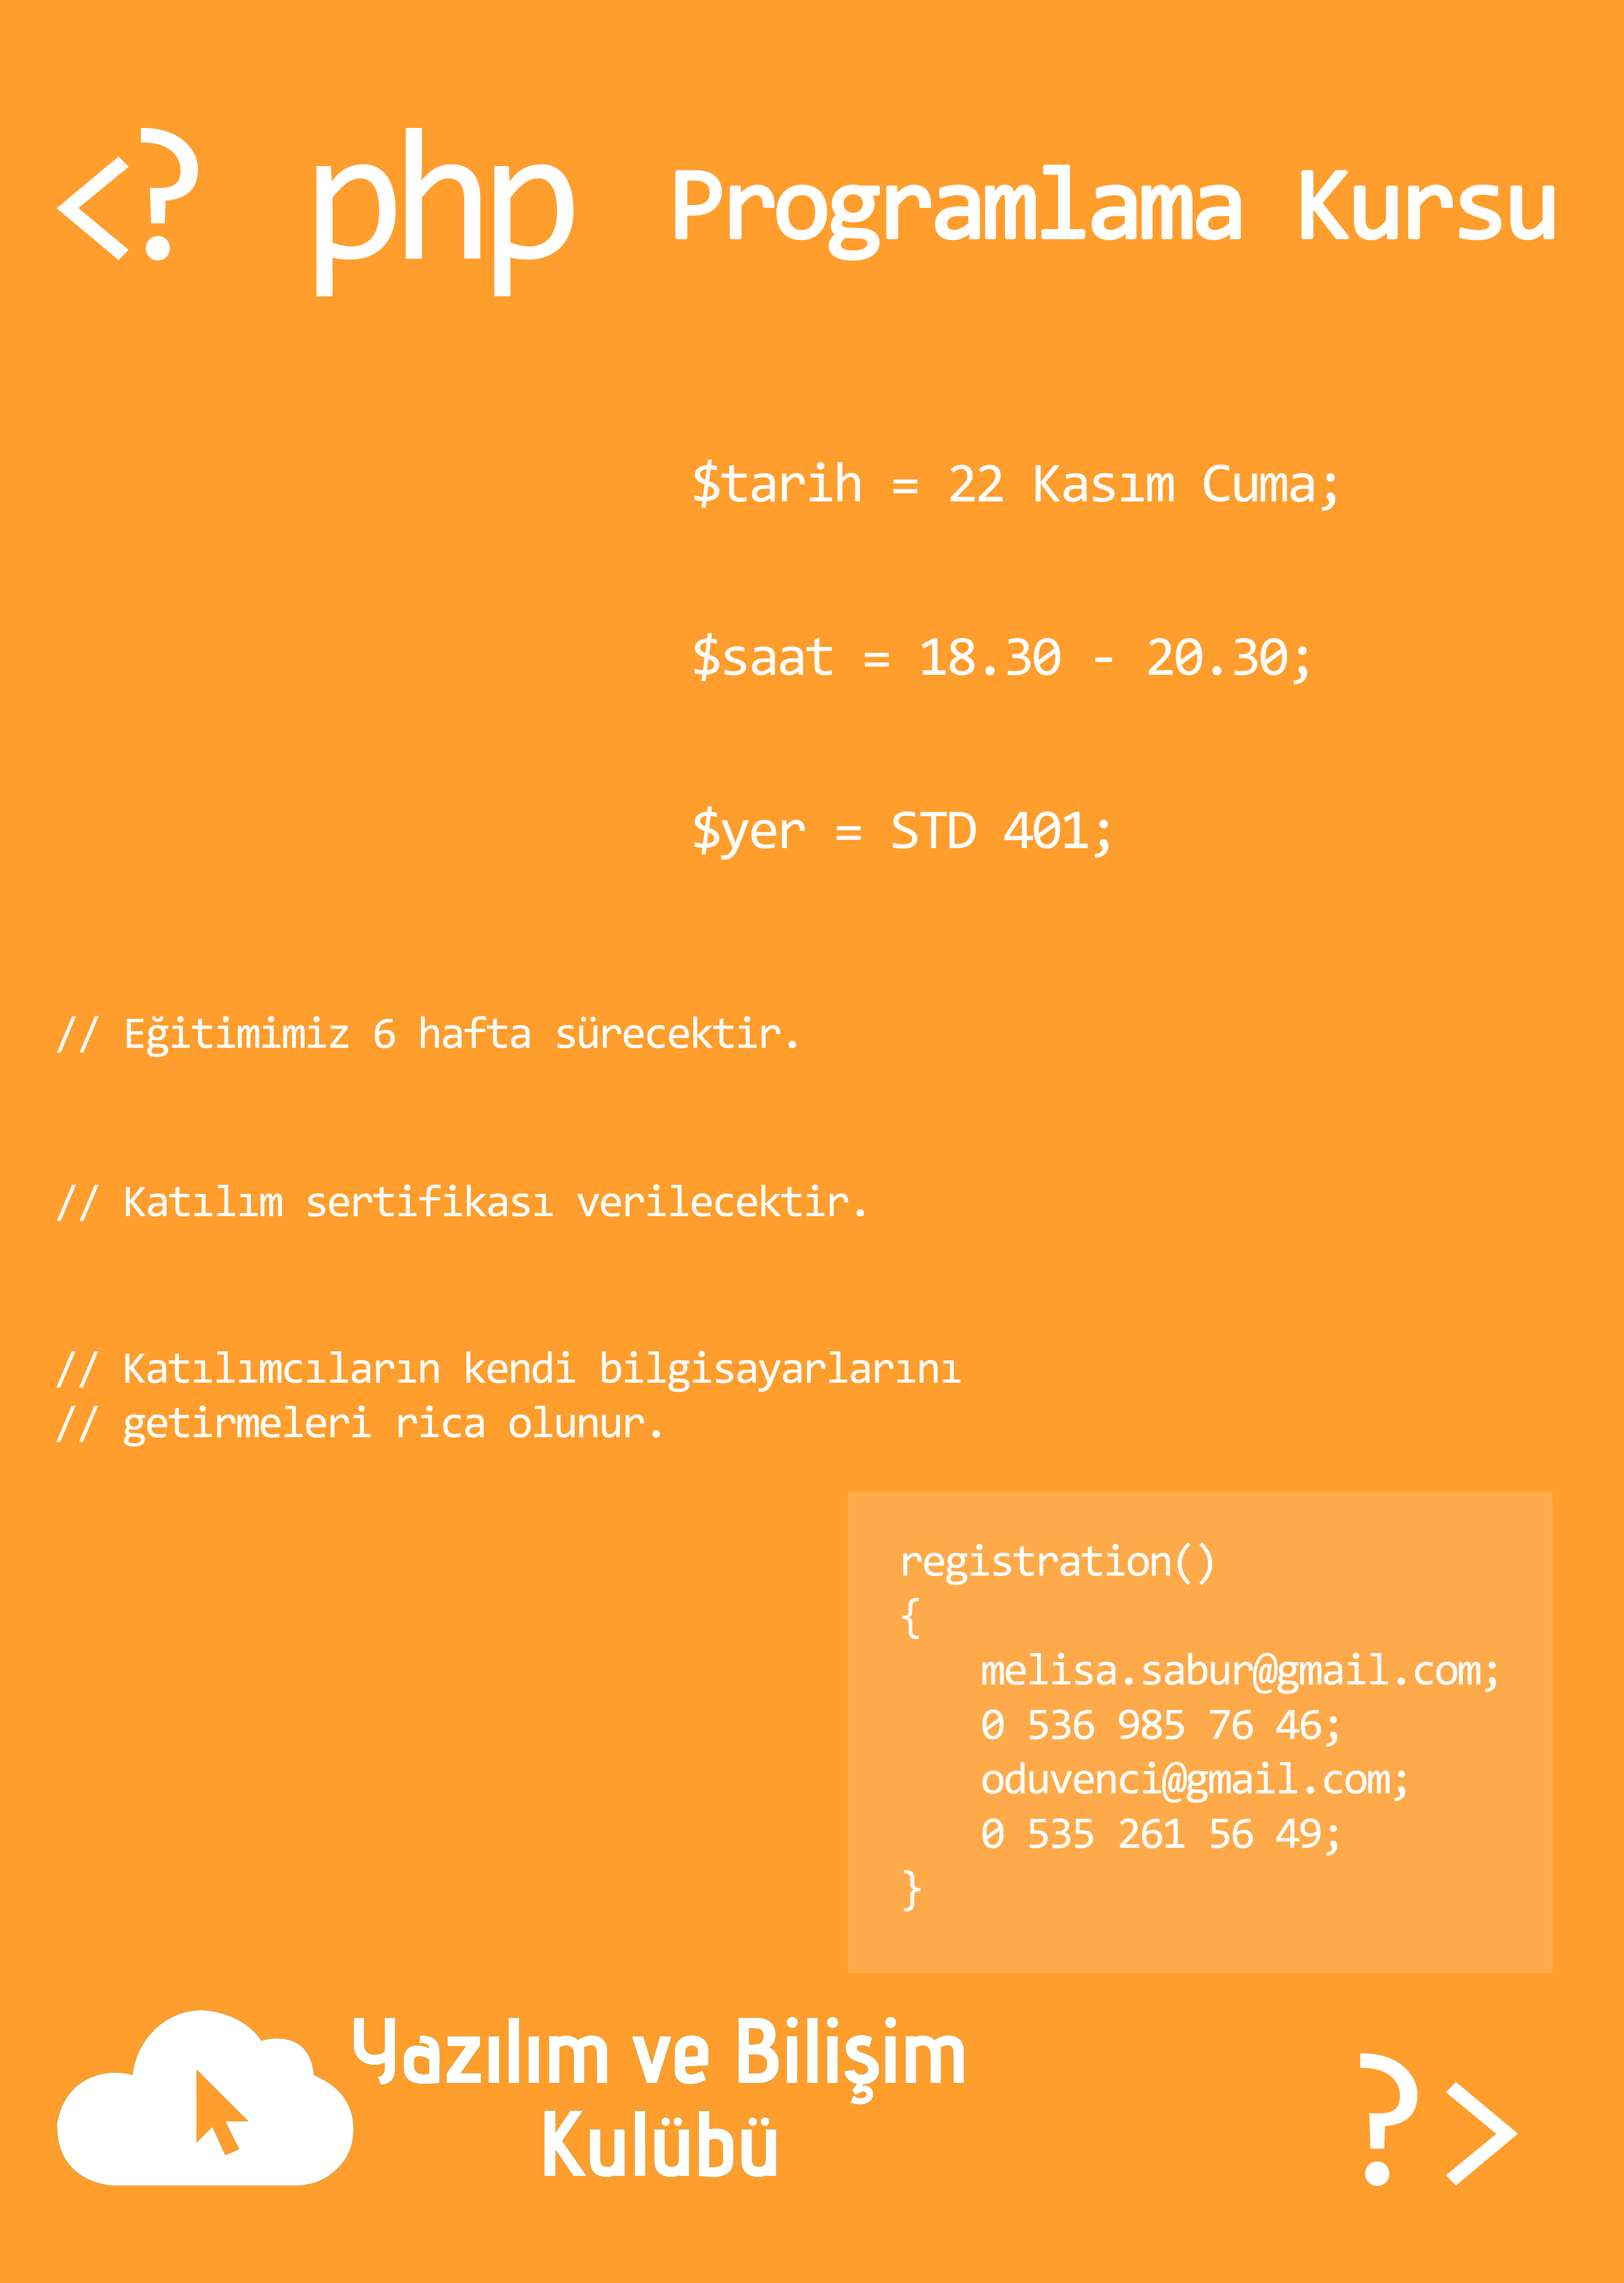 <? php Programlama Kursu
$tarih = 22 Kasım Cuma;
$saat = 18.30 - 20.30;
$yer = STD 401;
// Eğitimimiz 6 hafta sürecektir.
// Katılım sertifikası verilecektir.
// Katılımcıların kendi bilgisayarlarını
// getirmeleri rica olunur.
registration()
{
melisa.sabur@gmail.com;
0 536 985 76 46;
oduvenci@gmail.com;
0 535 261 56 49;
}
Yazılım ve Bilişim
Kulübü
?>